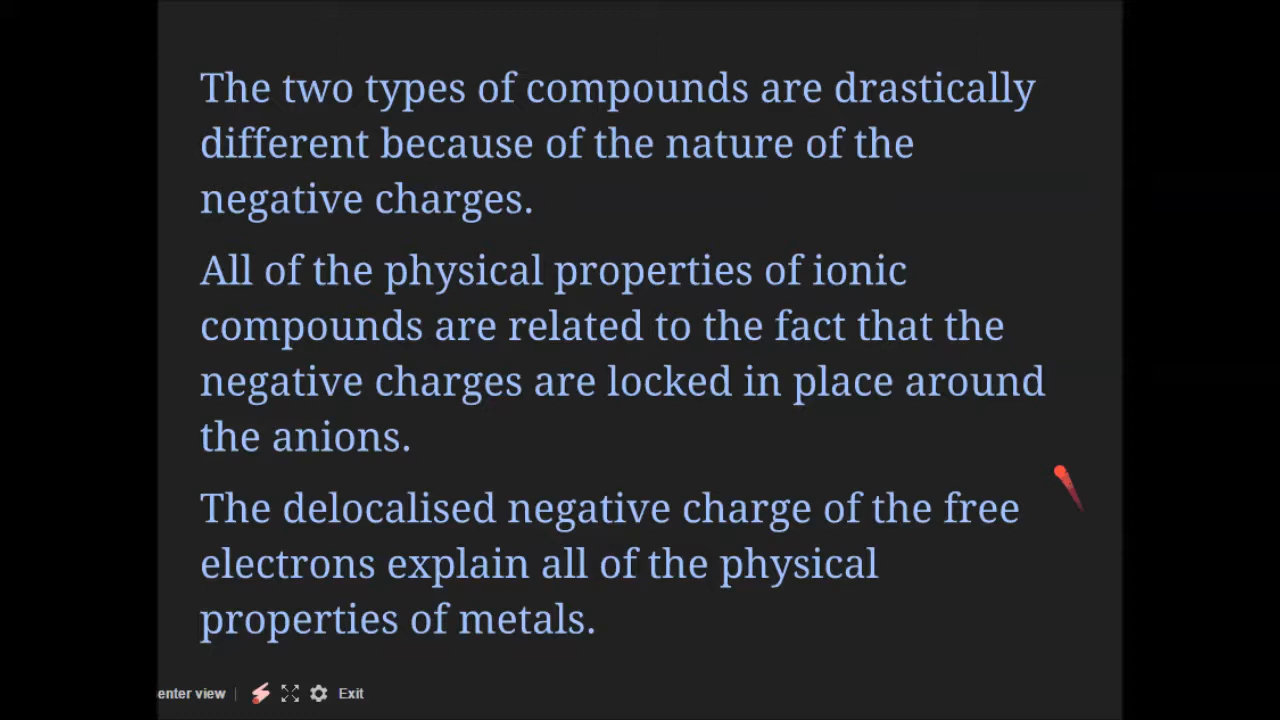 The two types of compounds are drastically
different because of the nature of the
negative charges.
All of the physical properties of ionic
compounds are related to the fact that the
negative charges are locked in place around
the anions.
The delocalised negative charge of the free
electrons explain all of the physical
properties of metals.
enter view Exit